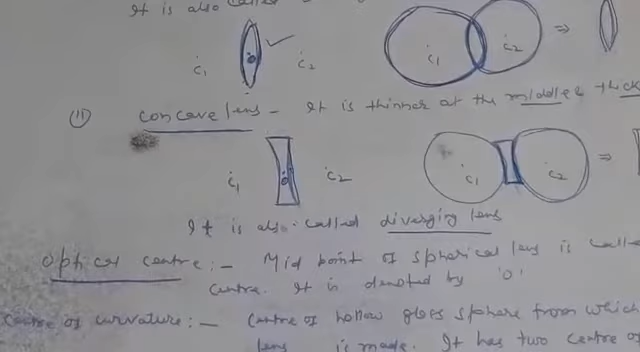 It is also called
C1 C2 C1 C2 ⇒
(ii) concave lens - It is thinner at the middle & thick
C1 o C2 C1 C2 ⇒
It is also called diverging lens
optical centre :- Mid point of spherical lens is called
centre. It is denoted by 'o'
centre of curvature :- centre of hollow glass sphere from which
lens is made. It has two centre of